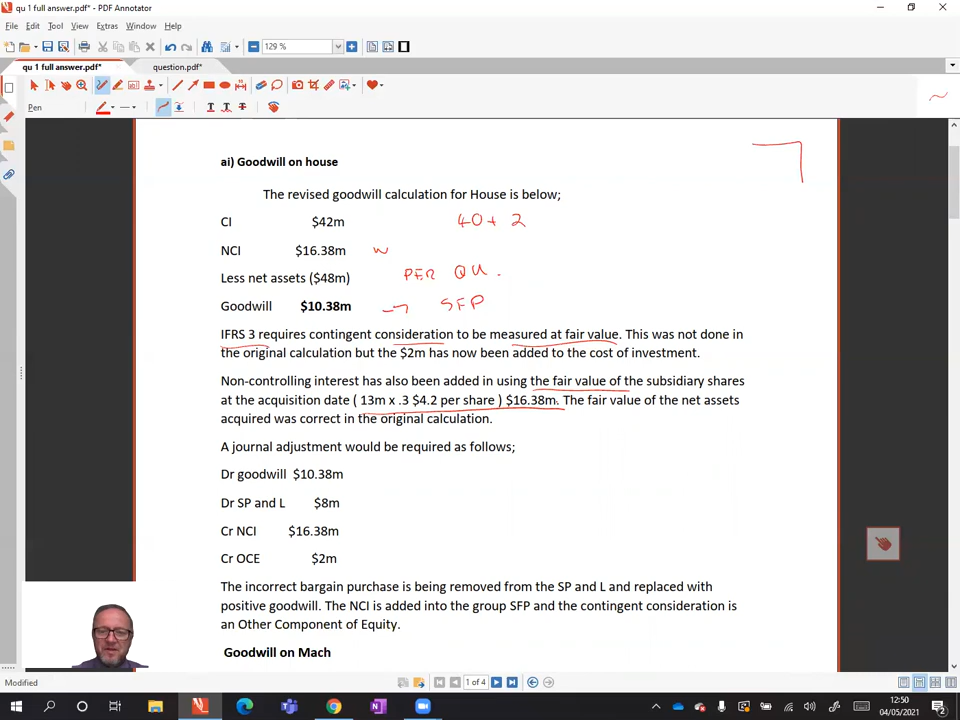 qu 1 full answer.pdf* - PDF Annotator
File Edit Tool View Extras Window Help
129 %
qu 1 full answer.pdf* question.pdf*
Pen
ai) Goodwill on house
The revised goodwill calculation for House is below;
CI $42m 40 + 2
NCI $16.38m w
Less net assets ($48m) PER QU.
Goodwill $10.38m → SFP
IFRS 3 requires contingent consideration to be measured at fair value. This was not done in
the original calculation but the $2m has now been added to the cost of investment.
Non-controlling interest has also been added in using the fair value of the subsidiary shares
at the acquisition date ( 13m x .3 $4.2 per share ) $16.38m. The fair value of the net assets
acquired was correct in the original calculation.
A journal adjustment would be required as follows;
Dr goodwill $10.38m
Dr SP and L $8m
Cr NCI $16.38m
Cr OCE $2m
The incorrect bargain purchase is being removed from the SP and L and replaced with
positive goodwill. The NCI is added into the group SFP and the contingent consideration is
an Other Component of Equity.
Goodwill on Mach
Modified 1 of 4
12:50
04/05/2021
2